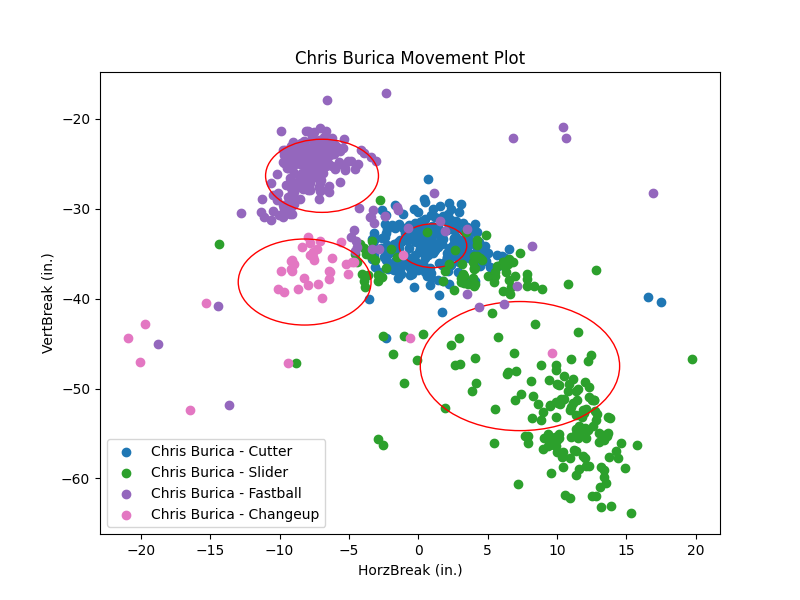 Chris Burica Movement Plot
VertBreak (in.)
−20
−30
−40
−50
−60
Chris Burica - Cutter
Chris Burica - Slider
Chris Burica - Fastball
Chris Burica - Changeup
−20 −15 −10 −5 0 5 10 15 20
HorzBreak (in.)